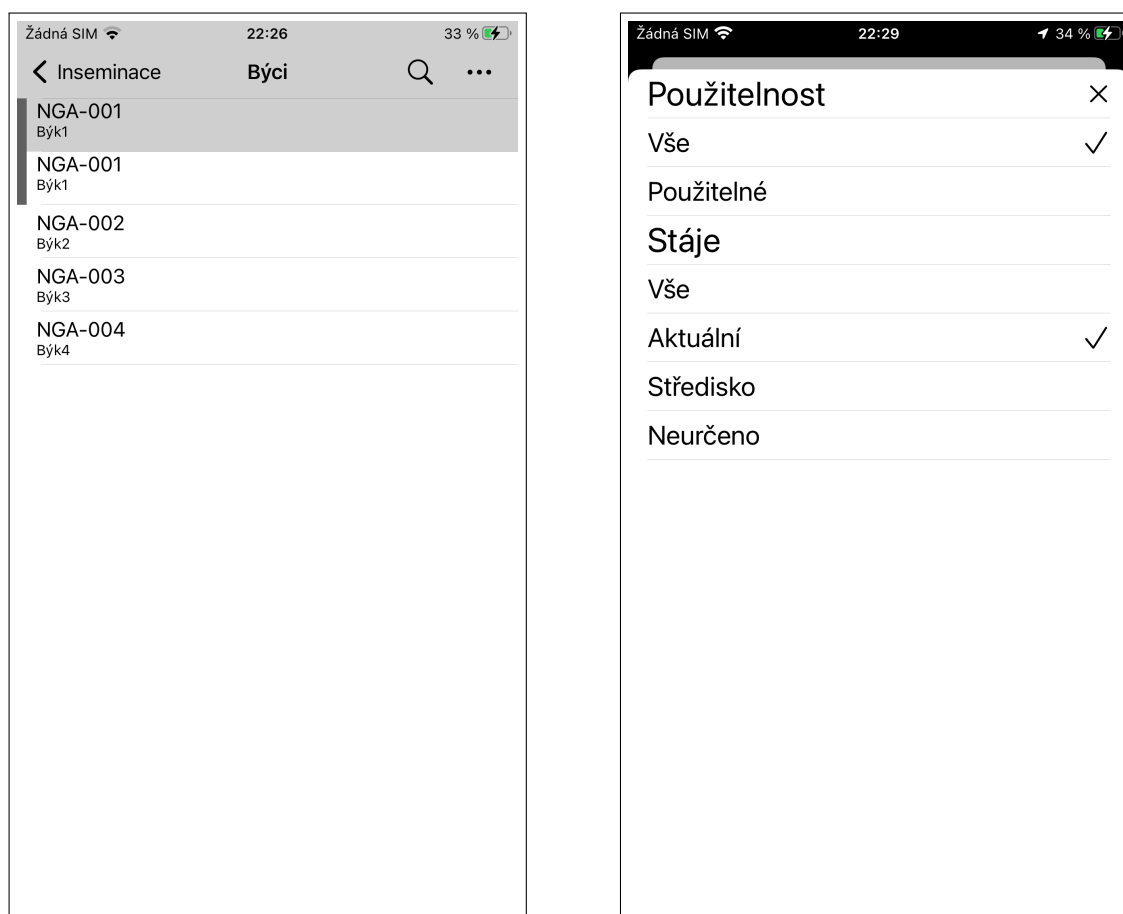 Žádná SIM 22:26 33 %
Inseminace Býci
NGA-001
Býk1
NGA-001
Býk1
NGA-002
Býk2
NGA-003
Býk3
NGA-004
Býk4
Žádná SIM 22:29 34 %
Použitelnost
Vše
Použitelné
Stáje
Vše
Aktuální
Středisko
Neurčeno